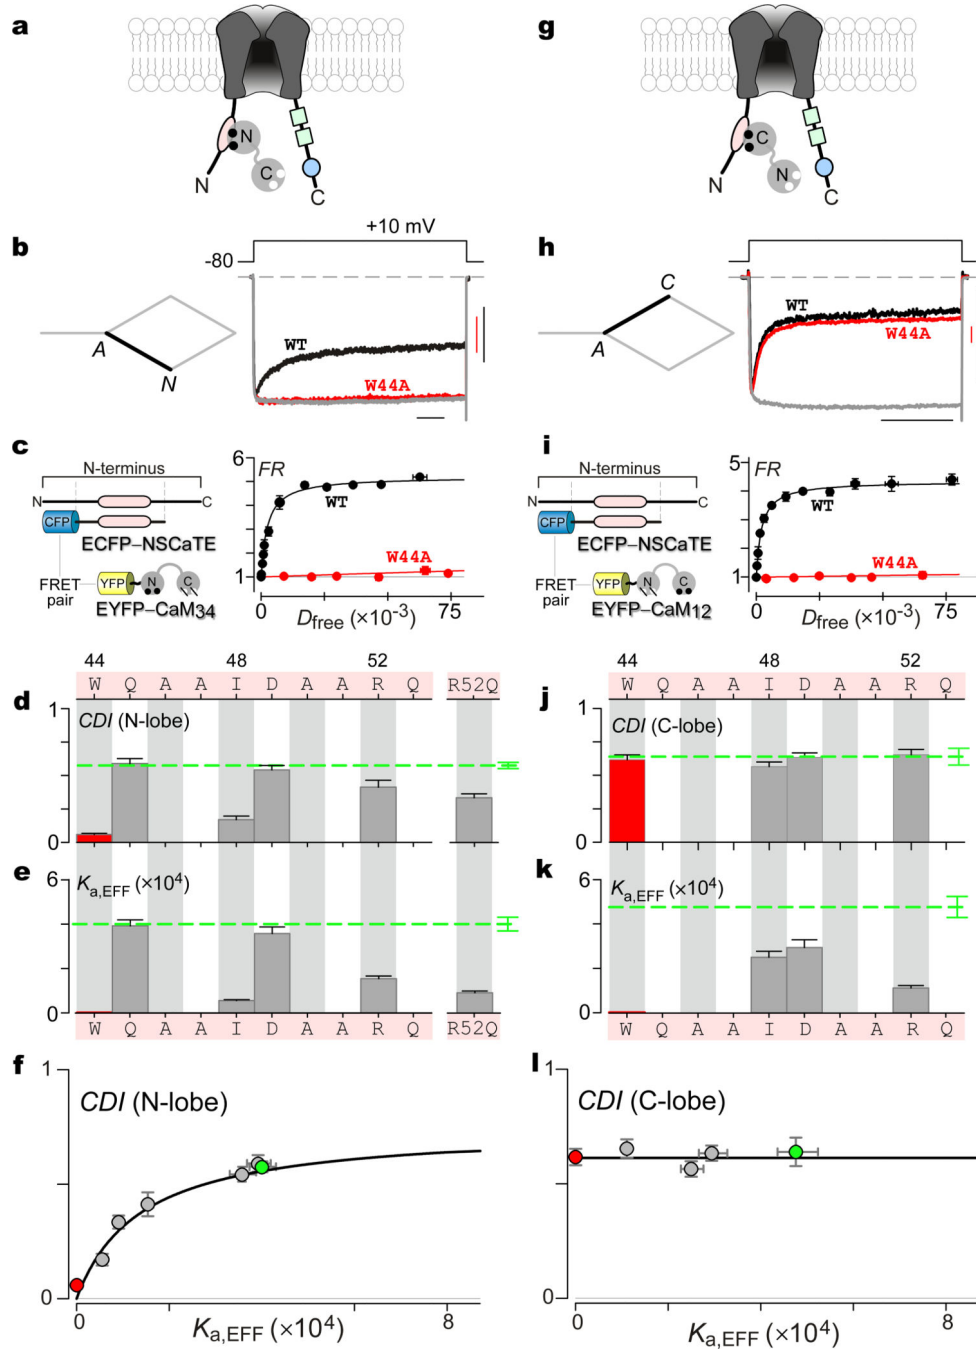 a
N
C
N
C
g
C
N
N
C
b
+10 mV
-80
WT
W44A
A
N
h
C
A
WT
W44A
c
N-terminus
N
C
CFP
ECFP–NSCaTE
FRET
pair
YFP
N
C
EYFP–CaM34
6
FR
WT
W44A
1
0
75
Dfree (×10-3)
i
N-terminus
N
C
CFP
ECFP–NSCaTE
FRET
pair
YFP
N
C
EYFP–CaM12
5
FR
WT
W44A
1
0
75
Dfree (×10-3)
44 48 52
W Q A A I D A A R Q R52Q
d
1
CDI (N-lobe)
0
e
6
Ka,EFF (×104)
0
W Q A A I D A A R Q R52Q
44 48 52
W Q A A I D A A R Q
j
1
CDI (C-lobe)
0
k
6
Ka,EFF (×104)
0
W Q A A I D A A R Q
f
1
CDI (N-lobe)
0
0 8
Ka,EFF (×104)
l
1
CDI (C-lobe)
0
0 8
Ka,EFF (×104)